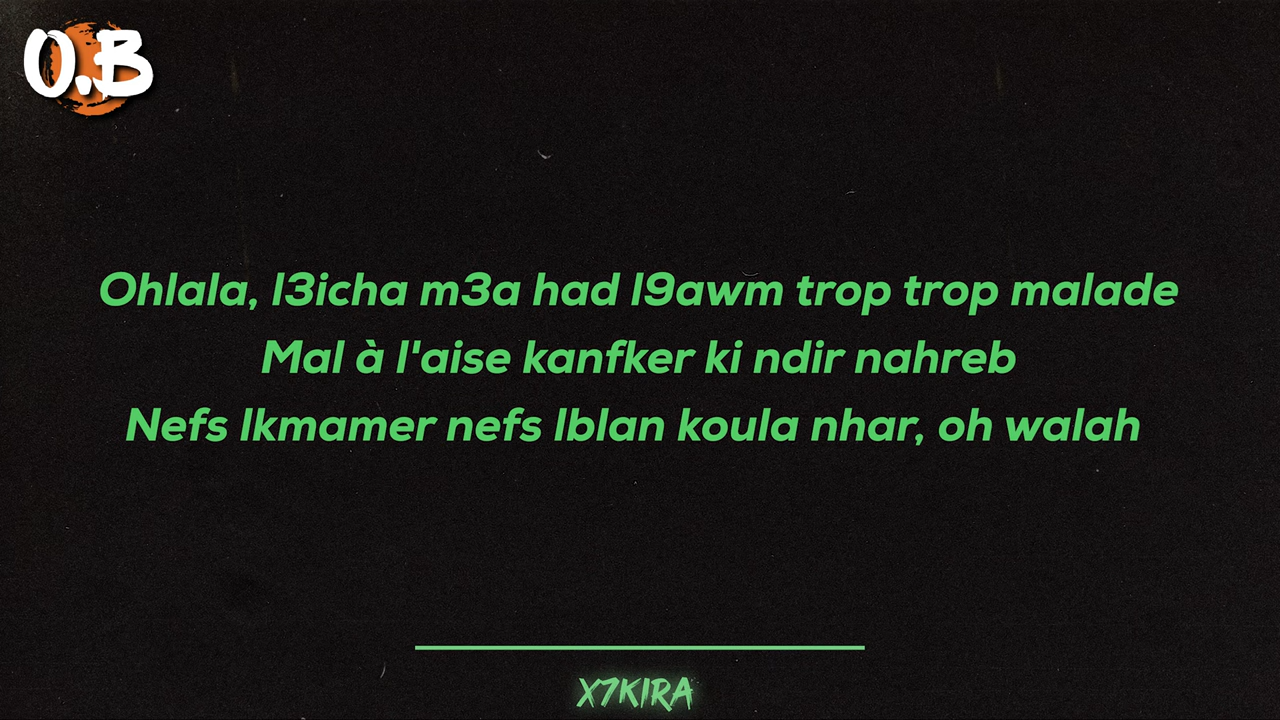 O.B
Ohlala, l3icha m3a had l9awm trop trop malade
Mal à l'aise kanfker ki ndir nahreb
Nefs lkmamer nefs lblan koula nhar, oh walah
X7KIRA